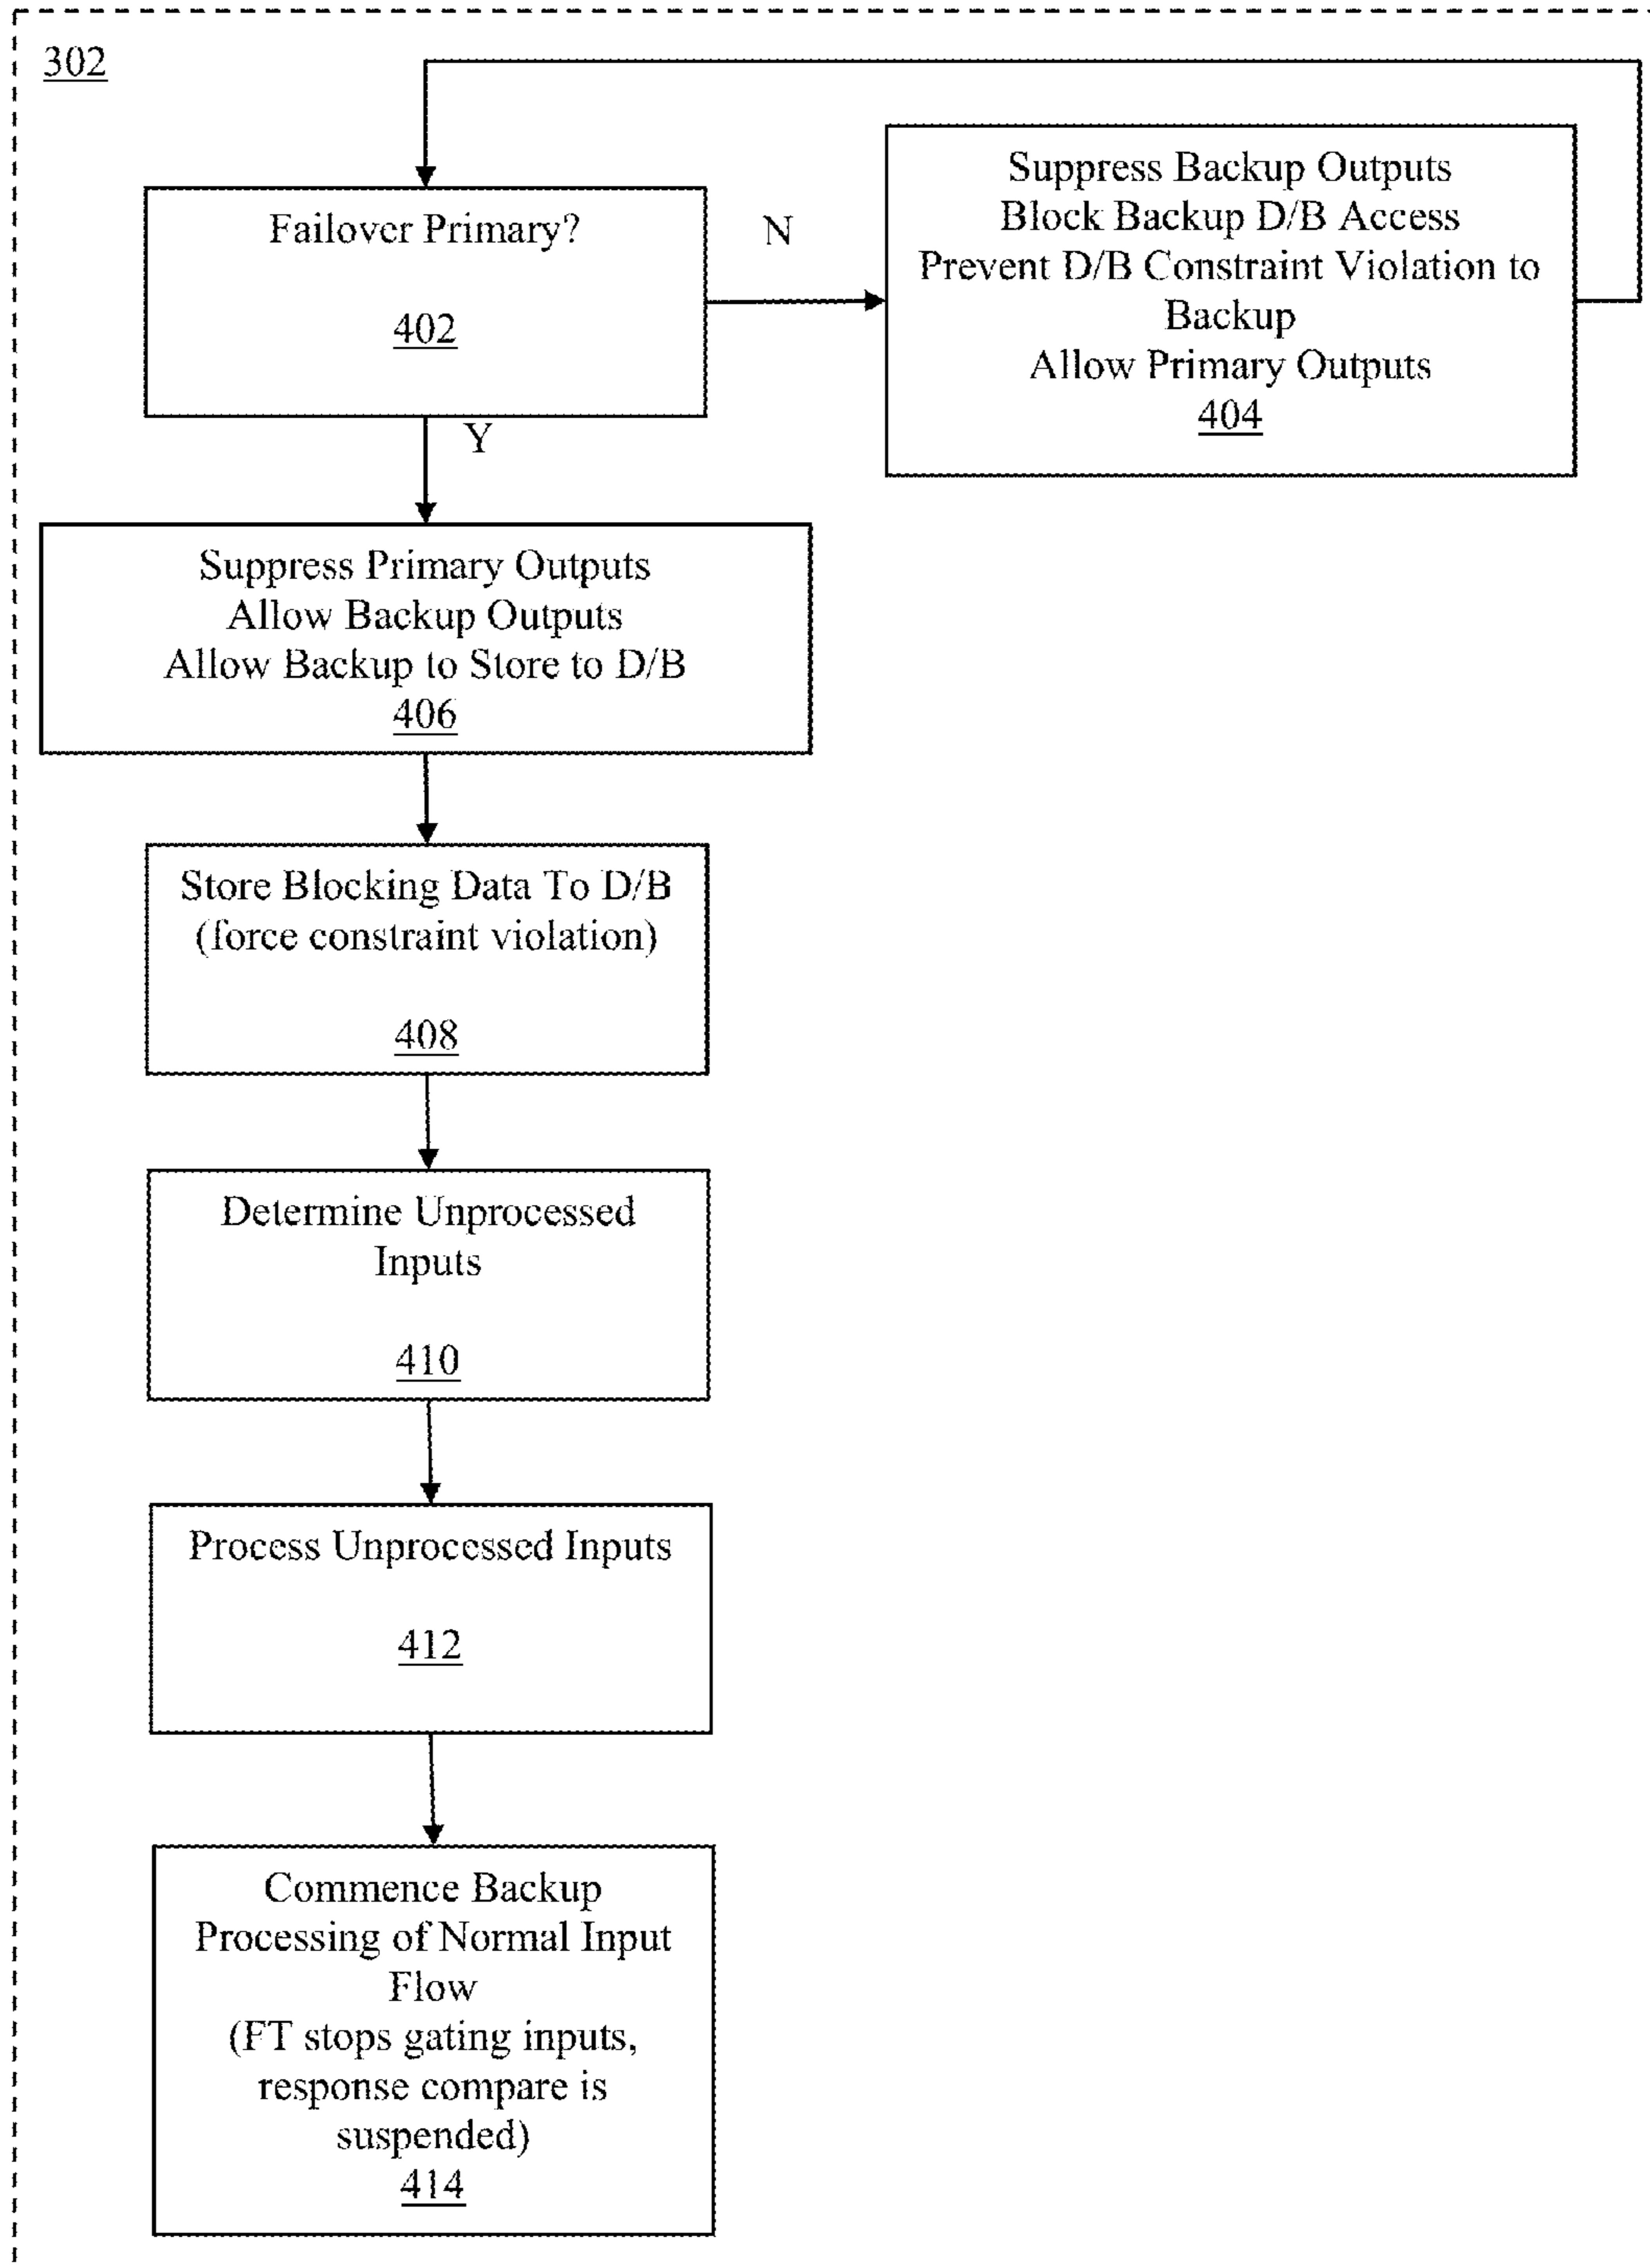 302
Failover Primary?
402
N
Suppress Backup Outputs
Block Backup D/B Access
Prevent D/B Constraint Violation to
Backup
Allow Primary Outputs
404
Y
Suppress Primary Outputs
Allow Backup Outputs
Allow Backup to Store to D/B
406
Store Blocking Data To D/B
(force constraint violation)
408
Determine Unprocessed
Inputs
410
Process Unprocessed Inputs
412
Commence Backup
Processing of Normal Input
Flow
(FT stops gating inputs,
response compare is
suspended)
414